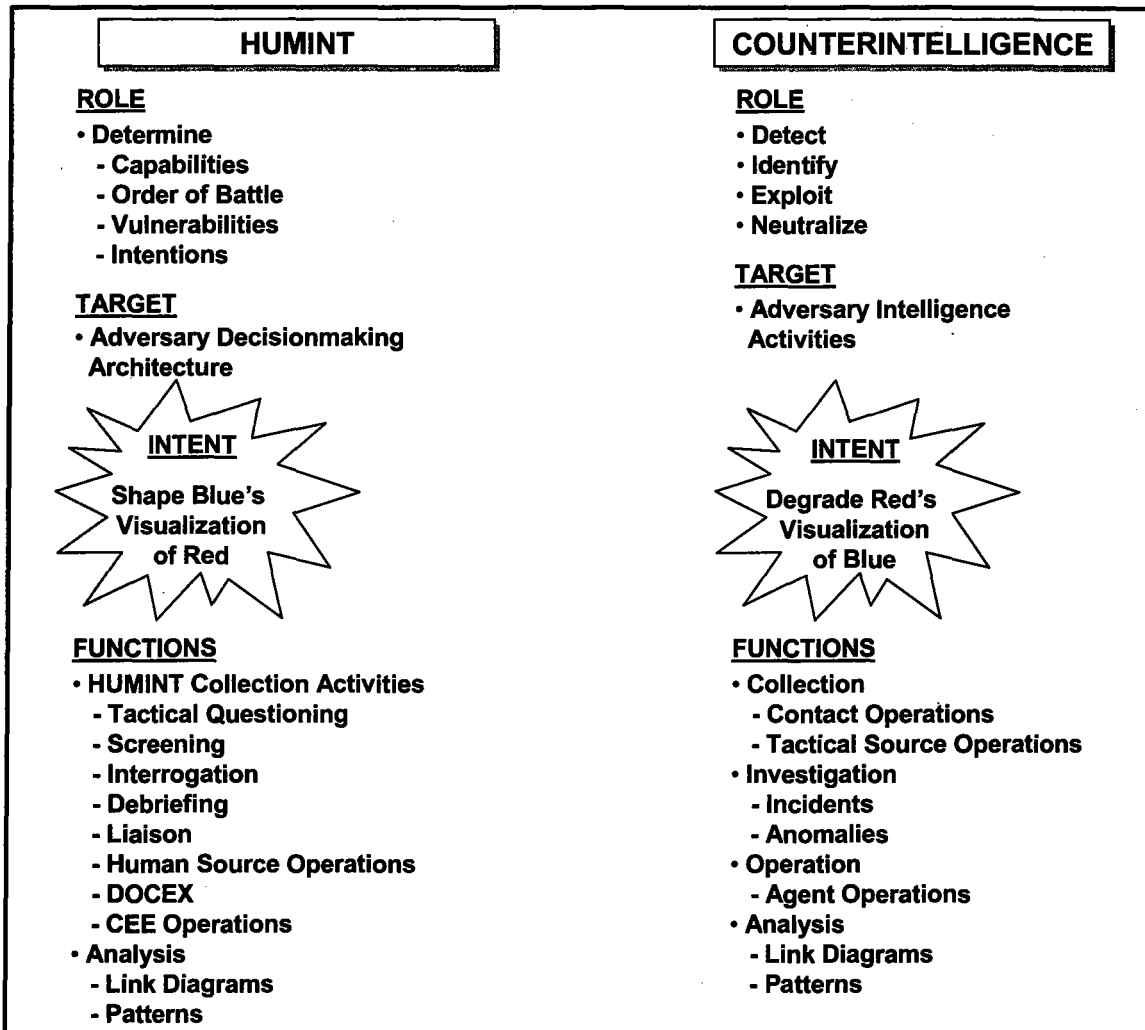 HUMINT
ROLE
• Determine
- Capabilities
- Order of Battle
- Vulnerabilities
- Intentions
TARGET
• Adversary Decisionmaking
Architecture
INTENT
Shape Blue's
Visualization
of Red
FUNCTIONS
• HUMINT Collection Activities
- Tactical Questioning
- Screening
- Interrogation
- Debriefing
- Liaison
- Human Source Operations
- DOCEX
- CEE Operations
• Analysis
- Link Diagrams
- Patterns
COUNTERINTELLIGENCE
ROLE
• Detect
• Identify
• Exploit
• Neutralize
TARGET
• Adversary Intelligence
Activities
INTENT
Degrade Red's
Visualization
of Blue
FUNCTIONS
• Collection
- Contact Operations
- Tactical Source Operations
• Investigation
- Incidents
- Anomalies
• Operation
- Agent Operations
• Analysis
- Link Diagrams
- Patterns